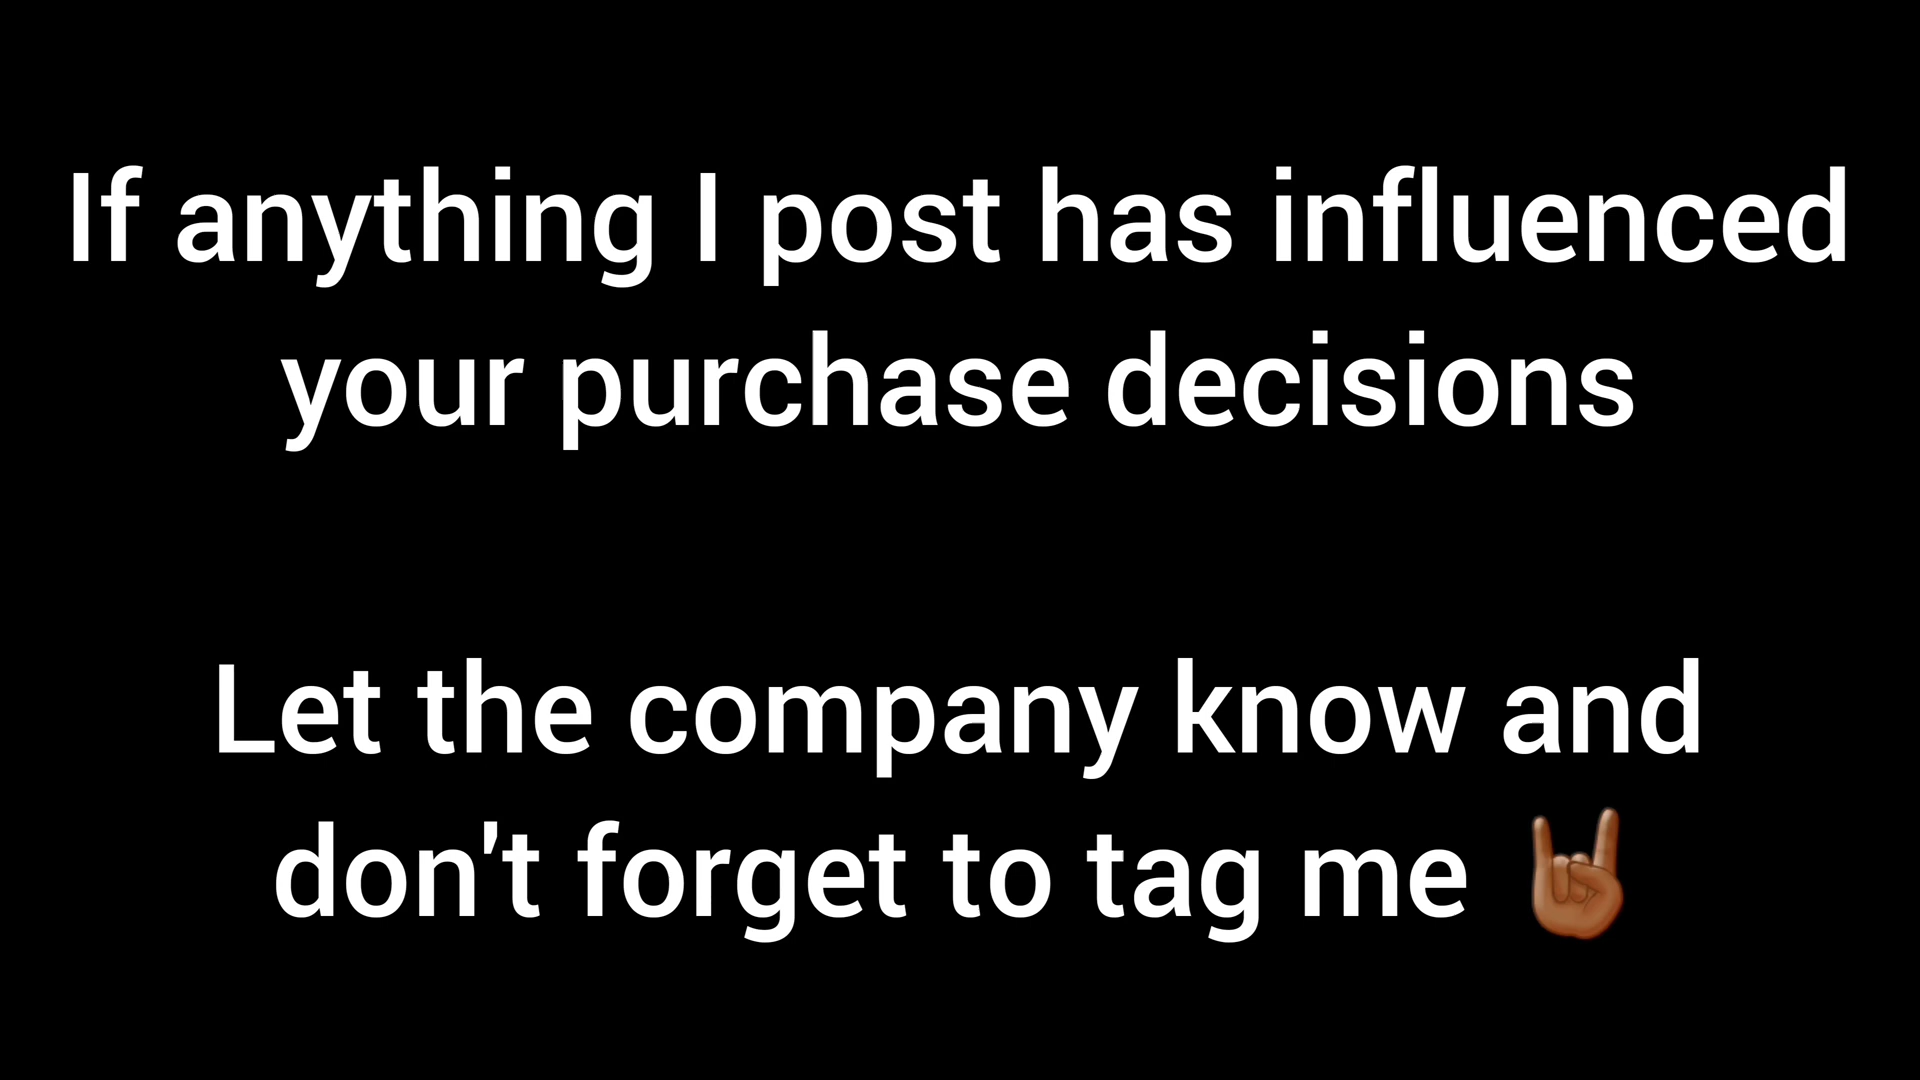 If anything I post has influenced
your purchase decisions
Let the company know and
don't forget to tag me 🤘🏾